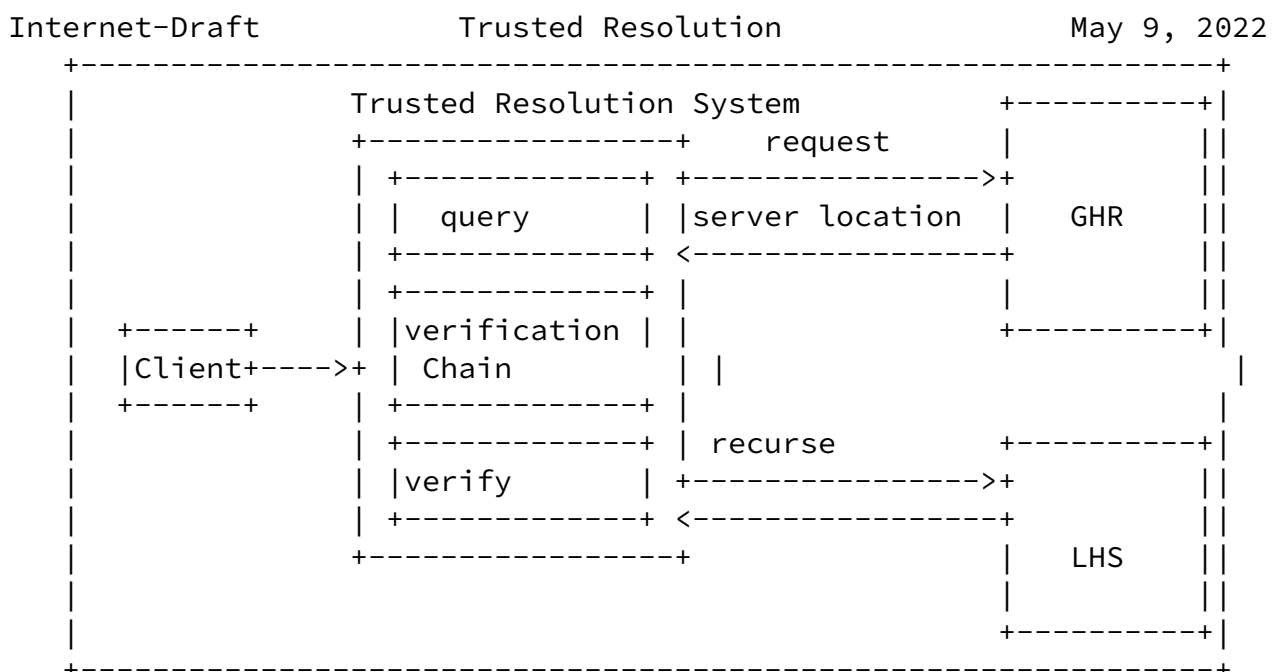 Internet-Draft Trusted Resolution May 9, 2022
Trusted Resolution System
request
query server location GHR
verification
Client Chain
recurse
verify
LHS